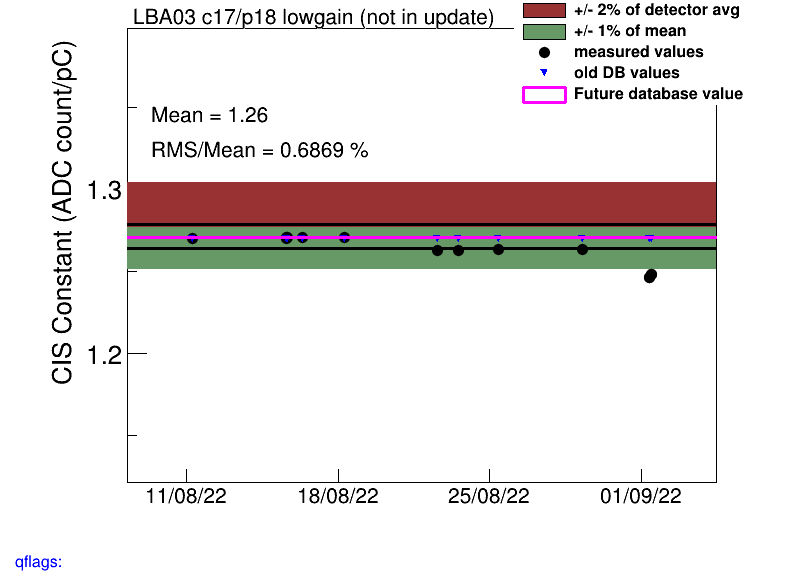 LBA03 c17/p18 lowgain (not in update)
+/- 2% of detector avg
+/- 1% of mean
measured values
old DB values
Future database value
Mean = 1.26
RMS/Mean = 0.6869 %
CIS Constant (ADC count/pC)
1.3
1.2
11/08/22 18/08/22 25/08/22 01/09/22
qflags: